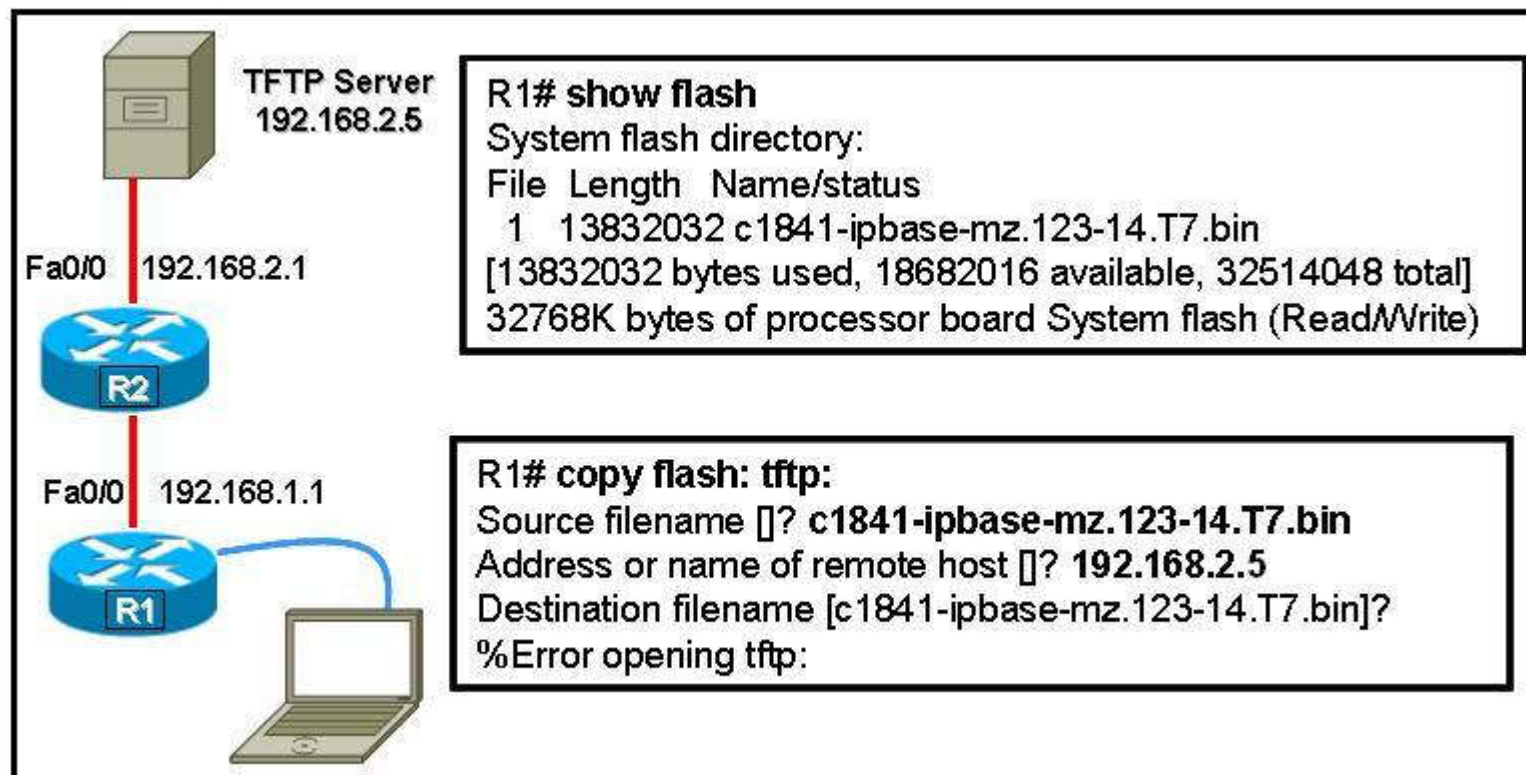 TFTP Server
192.168.2.5
Fa0/0 192.168.2.1
R2
Fa0/0 192.168.1.1
R1
R1# show flash
System flash directory:
File Length Name/status
1 13832032 c1841-ipbase-mz.123-14.T7.bin
[13832032 bytes used, 18682016 available, 32514048 total]
32768K bytes of processor board System flash (Read/Write)
R1# copy flash: tftp:
Source filename []? c1841-ipbase-mz.123-14.T7.bin
Address or name of remote host []? 192.168.2.5
Destination filename [c1841-ipbase-mz.123-14.T7.bin]?
%Error opening tftp: